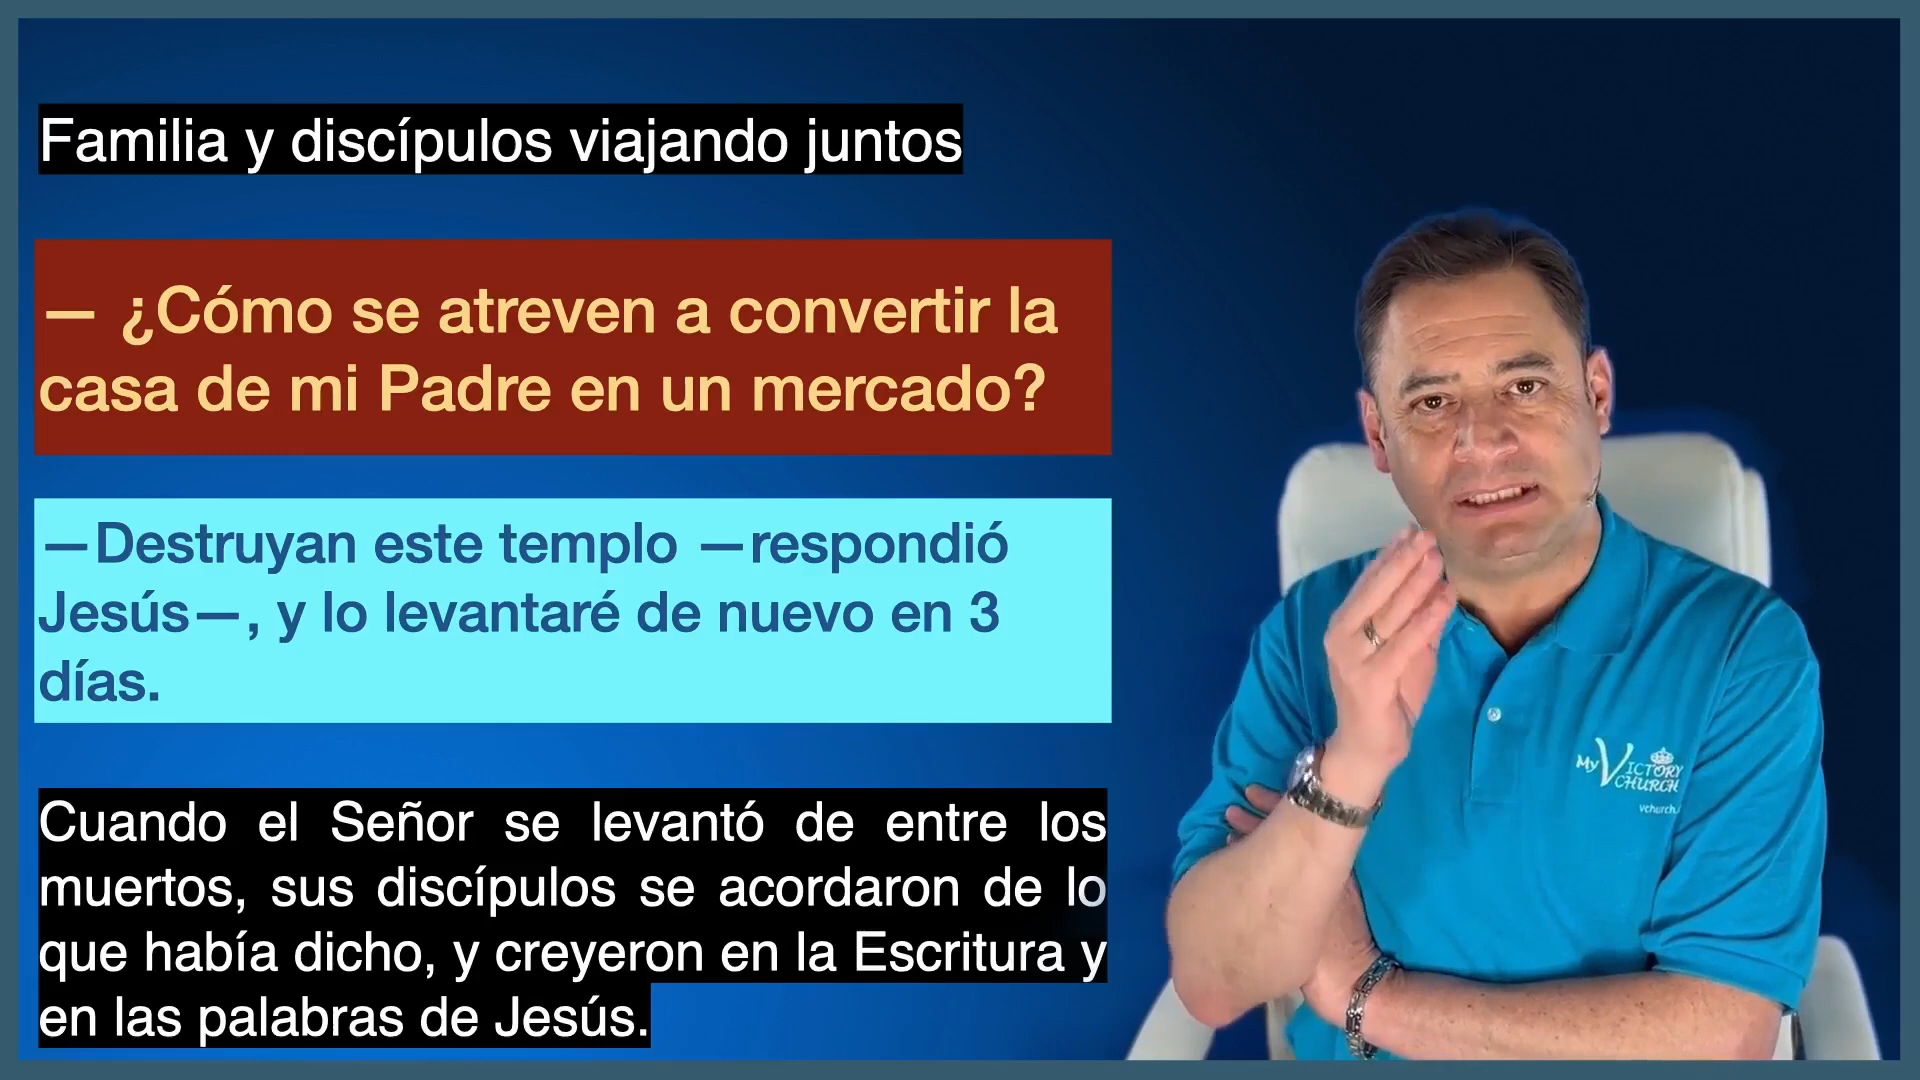 Familia y discípulos viajando juntos
— ¿Cómo se atreven a convertir la
casa de mi Padre en un mercado?
—Destruyan este templo —respondió
Jesús—, y lo levantaré de nuevo en 3
días.
Cuando el Señor se levantó de entre los
muertos, sus discípulos se acordaron de lo
que había dicho, y creyeron en la Escritura y
en las palabras de Jesús.
My VICTORY
CHURCH
vchurch.